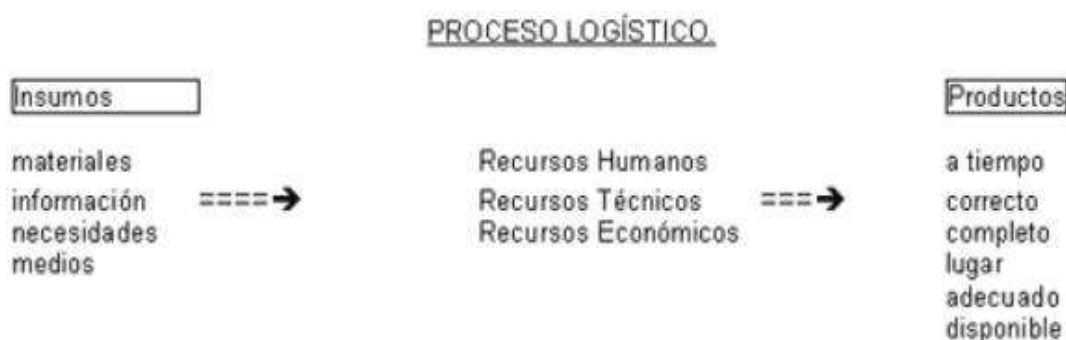 PROCESO LOGÍSTICO.
Insumos
Productos
materiales
Recursos Humanos
a tiempo
información ====➔ Recursos Técnicos ===➔ correcto
necesidades
Recursos Económicos
completo
medios
lugar
adecuado
disponible